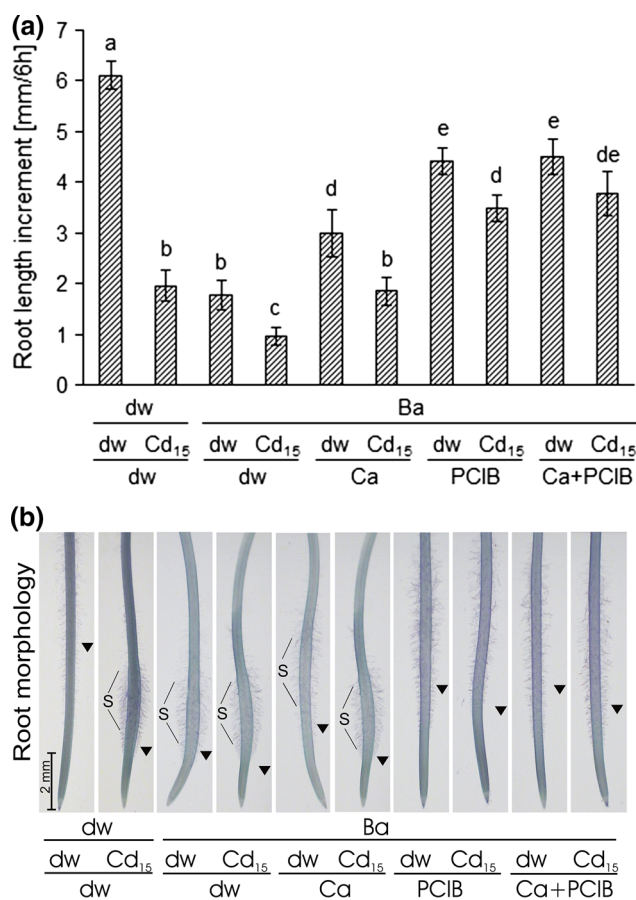 (a)
Root length increment [mm/6h]
7
6
5
4
3
2
1
0
a
b
b
c
d
b
e
d
e
de
dw Ba
dw Cd15 dw Cd15 dw Cd15 dw Cd15 dw Cd15
dw dw Ca PCIB Ca+PCIB
(b)
Root morphology
S
S
S
S
S
2 mm
dw Ba
dw Cd15 dw Cd15 dw Cd15 dw Cd15 dw Cd15
dw dw Ca PCIB Ca+PCIB